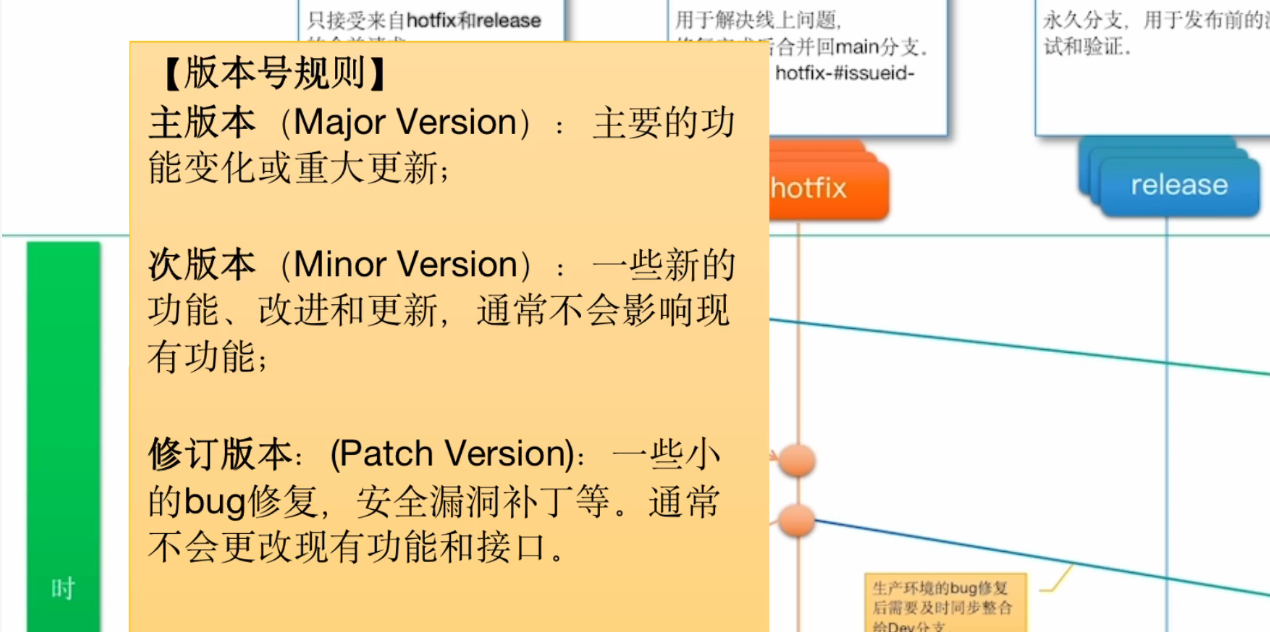 只接受来自hotfix和release
用于解决线上问题,
后合并回main分支.
hotfix-#issueid-
永久分支, 用于发布前的测
试和验证.
【版本号规则】
主版本（Major Version）： 主要的功
能变化或重大更新;
次版本（Minor Version）： 一些新的
功能、改进和更新, 通常不会影响现
有功能;
修订版本: (Patch Version): 一些小
的bug修复, 安全漏洞补丁等。通常
不会更改现有功能和接口。
hotfix
release
时
生产环境的bug修复
后需要及时同步整合
给Dev分支